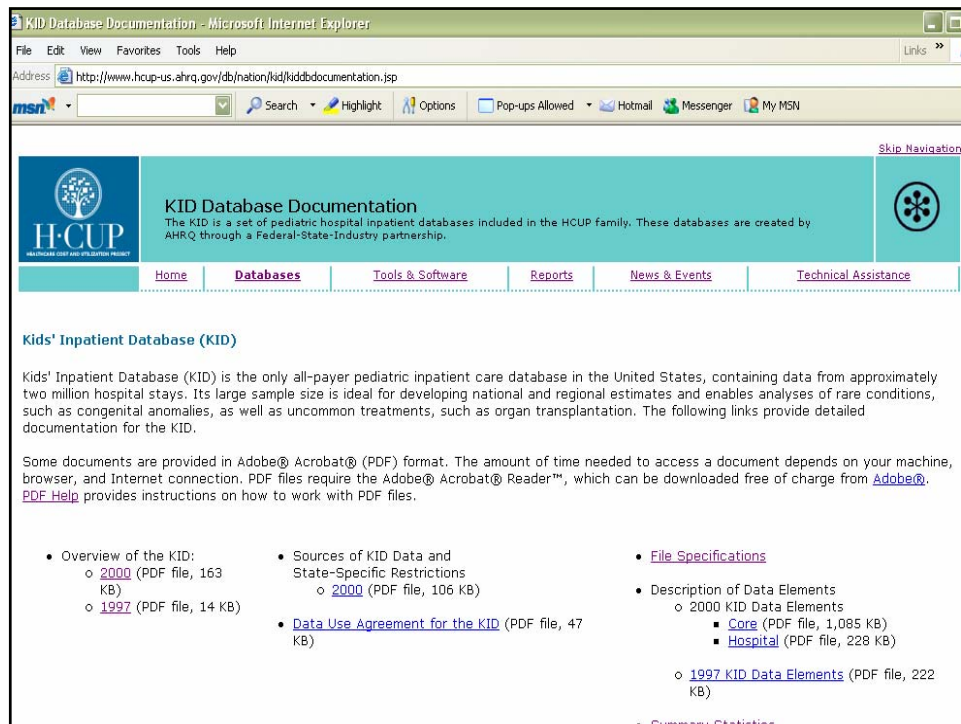 KID Database Documentation - Microsoft Internet Explorer
File Edit View Favorites Tools Help
Links »
Address http://www.hcup-us.ahrq.gov/db/nation/kid/kiddbdocumentation.jsp
msn Search Highlight Options Pop-ups Allowed Hotmail Messenger My MSN
Skip Navigation
H·CUP
HEALTHCARE COST AND UTILIZATION PROJECT
KID Database Documentation
The KID is a set of pediatric hospital inpatient databases included in the HCUP family. These databases are created by
AHRQ through a Federal-State-Industry partnership.
Home Databases Tools & Software Reports News & Events Technical Assistance
Kids' Inpatient Database (KID)
Kids' Inpatient Database (KID) is the only all-payer pediatric inpatient care database in the United States, containing data from approximately
two million hospital stays. Its large sample size is ideal for developing national and regional estimates and enables analyses of rare conditions,
such as congenital anomalies, as well as uncommon treatments, such as organ transplantation. The following links provide detailed
documentation for the KID.
Some documents are provided in Adobe® Acrobat® (PDF) format. The amount of time needed to access a document depends on your machine,
browser, and Internet connection. PDF files require the Adobe® Acrobat® Reader™, which can be downloaded free of charge from Adobe®.
PDF Help provides instructions on how to work with PDF files.
• Overview of the KID:
o 2000 (PDF file, 163
KB)
o 1997 (PDF file, 14 KB)
• Sources of KID Data and
State-Specific Restrictions
o 2000 (PDF file, 106 KB)
• Data Use Agreement for the KID (PDF file, 47
KB)
• File Specifications
• Description of Data Elements
o 2000 KID Data Elements
▪ Core (PDF file, 1,085 KB)
▪ Hospital (PDF file, 228 KB)
o 1997 KID Data Elements (PDF file, 222
KB)
• Summary Statistics